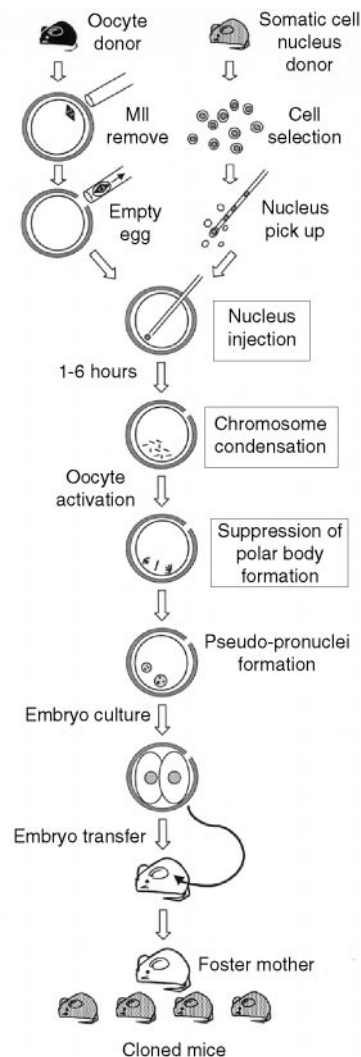 Oocyte
donor
Somatic cell
nucleus
donor
MII
remove
Cell
selection
Empty
egg
Nucleus
pick up
Nucleus
injection
1-6 hours
Chromosome
condensation
Oocyte
activation
Suppression of
polar body
formation
Pseudo-pronuclei
formation
Embryo culture
Embryo transfer
Foster mother
Cloned mice